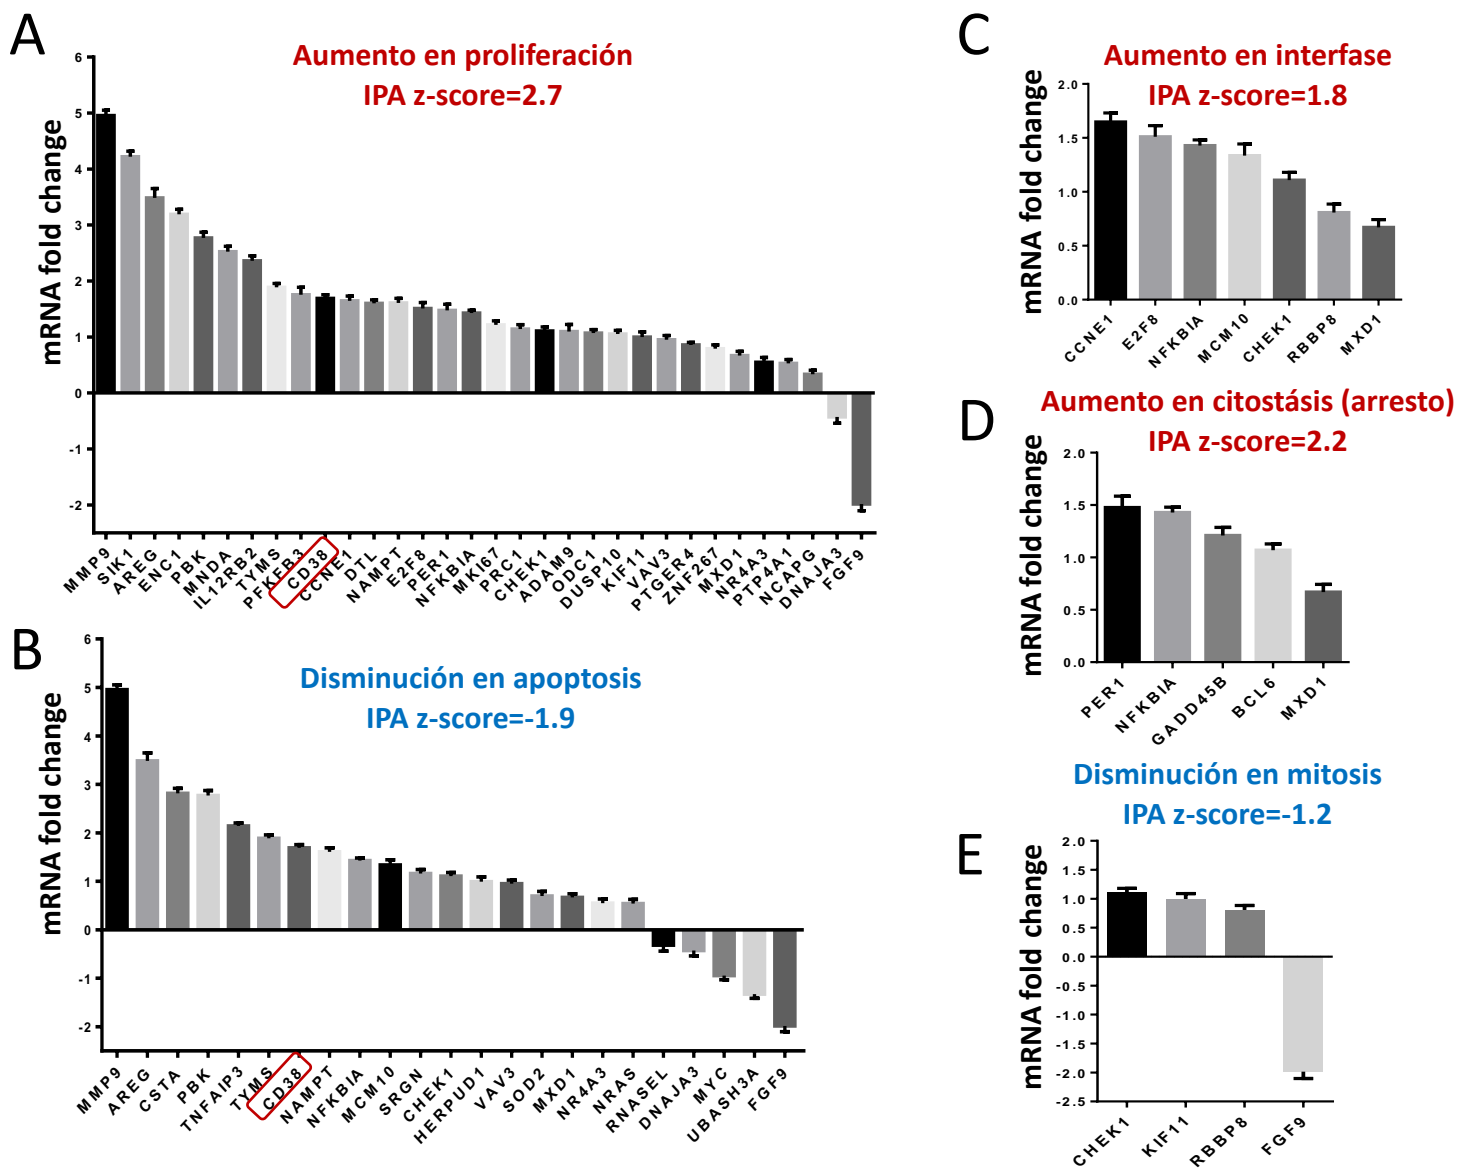 A
Aumento en proliferación
IPA z-score=2.7
mRNA fold change
6
5
4
3
2
1
0
-1
-2
MMP9
SIK1
AREG
ENC1
PBK
MNDA
IL12RB2
TYMS
PFKFB3
CD38
CCNE1
DTL
NAMPT
E2F8
PER1
NFKBIA
MKI67
PRC1
CHEK1
ADAM9
ODC1
DUSP10
KIF11
VAV3
PTGER4
ZNF267
MXD1
NR4A3
PTP4A1
NCAPG
DNAJA3
FGF9
B
Disminución en apoptosis
IPA z-score=-1.9
mRNA fold change
6
5
4
3
2
1
0
-1
-2
MMP9
AREG
CSTA
PBK
TNFAIP3
TYMS
CD38
NAMPT
NFKBIA
MCM10
SRGN
CHEK1
HERPUD1
VAV3
SOD2
MXD1
NR4A3
NRAS
RNASEL
DNAJA3
MYC
UBASH3A
FGF9
C
Aumento en interfase
IPA z-score=1.8
mRNA fold change
2.0
1.5
1.0
0.5
0.0
CCNE1
E2F8
NFKBIA
MCM10
CHEK1
RBBP8
MXD1
D
Aumento en citostásis (arresto)
IPA z-score=2.2
mRNA fold change
2.0
1.5
1.0
0.5
0.0
PER1
NFKBIA
GADD45B
BCL6
MXD1
E
Disminución en mitosis
IPA z-score=-1.2
mRNA fold change
2.0
1.5
1.0
0.5
0.0
-0.5
-1.0
-1.5
-2.0
-2.5
CHEK1
KIF11
RBBP8
FGF9